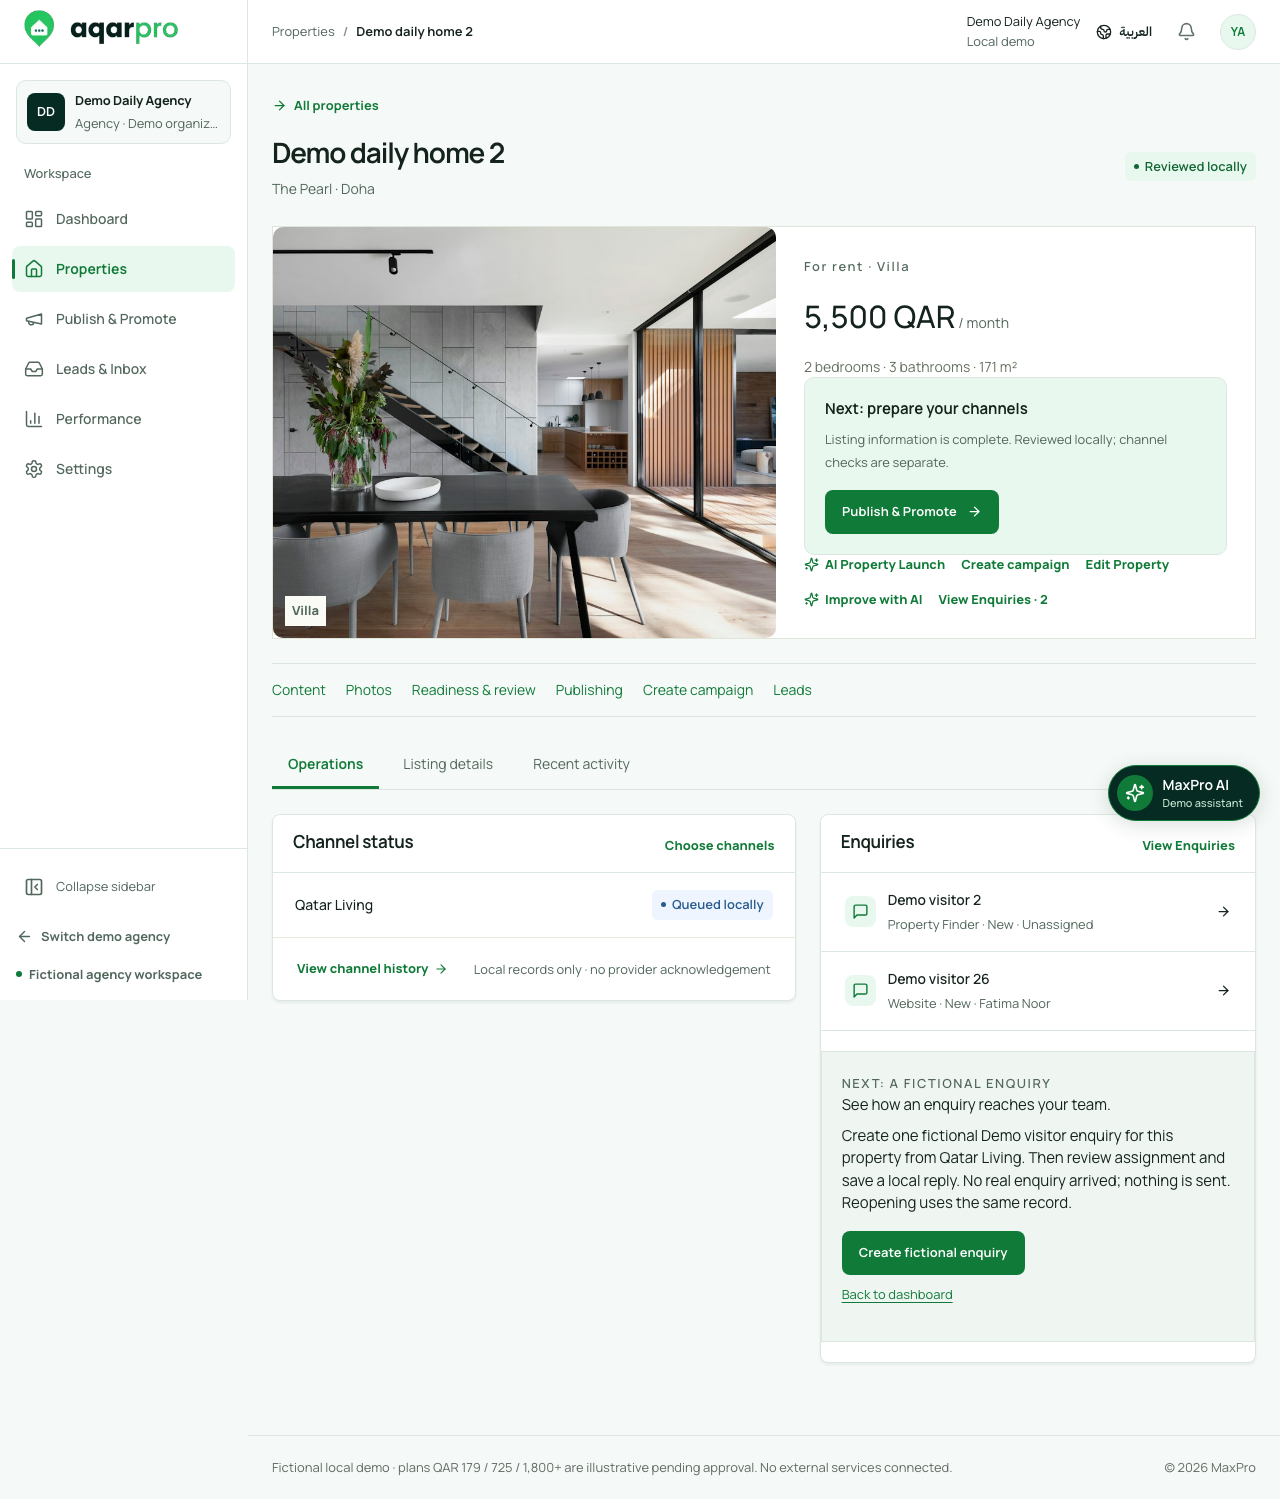 aqarpro
Properties / Demo daily home 2
Demo Daily Agency
Local demo
العربية
YA
DD
Demo Daily Agency
Agency · Demo organiz...
Workspace
Dashboard
Properties
Publish & Promote
Leads & Inbox
Performance
Settings
Collapse sidebar
Switch demo agency
Fictional agency workspace
All properties
Demo daily home 2
The Pearl · Doha
Reviewed locally
Villa
For rent · Villa
5,500 QAR / month
2 bedrooms · 3 bathrooms · 171 m²
Next: prepare your channels
Listing information is complete. Reviewed locally; channel
checks are separate.
Publish & Promote
AI Property Launch Create campaign Edit Property
Improve with AI View Enquiries · 2
Content Photos Readiness & review Publishing Create campaign Leads
Operations Listing details Recent activity
MaxPro AI
Demo assistant
Channel status
Choose channels
Qatar Living
Queued locally
View channel history
Local records only · no provider acknowledgement
Enquiries
View Enquiries
Demo visitor 2
Property Finder · New · Unassigned
Demo visitor 26
Website · New · Fatima Noor
NEXT: A FICTIONAL ENQUIRY
See how an enquiry reaches your team.
Create one fictional Demo visitor enquiry for this
property from Qatar Living. Then review assignment and
save a local reply. No real enquiry arrived; nothing is sent.
Reopening uses the same record.
Create fictional enquiry
Back to dashboard
Fictional local demo · plans QAR 179 / 725 / 1,800+ are illustrative pending approval. No external services connected.
© 2026 MaxPro